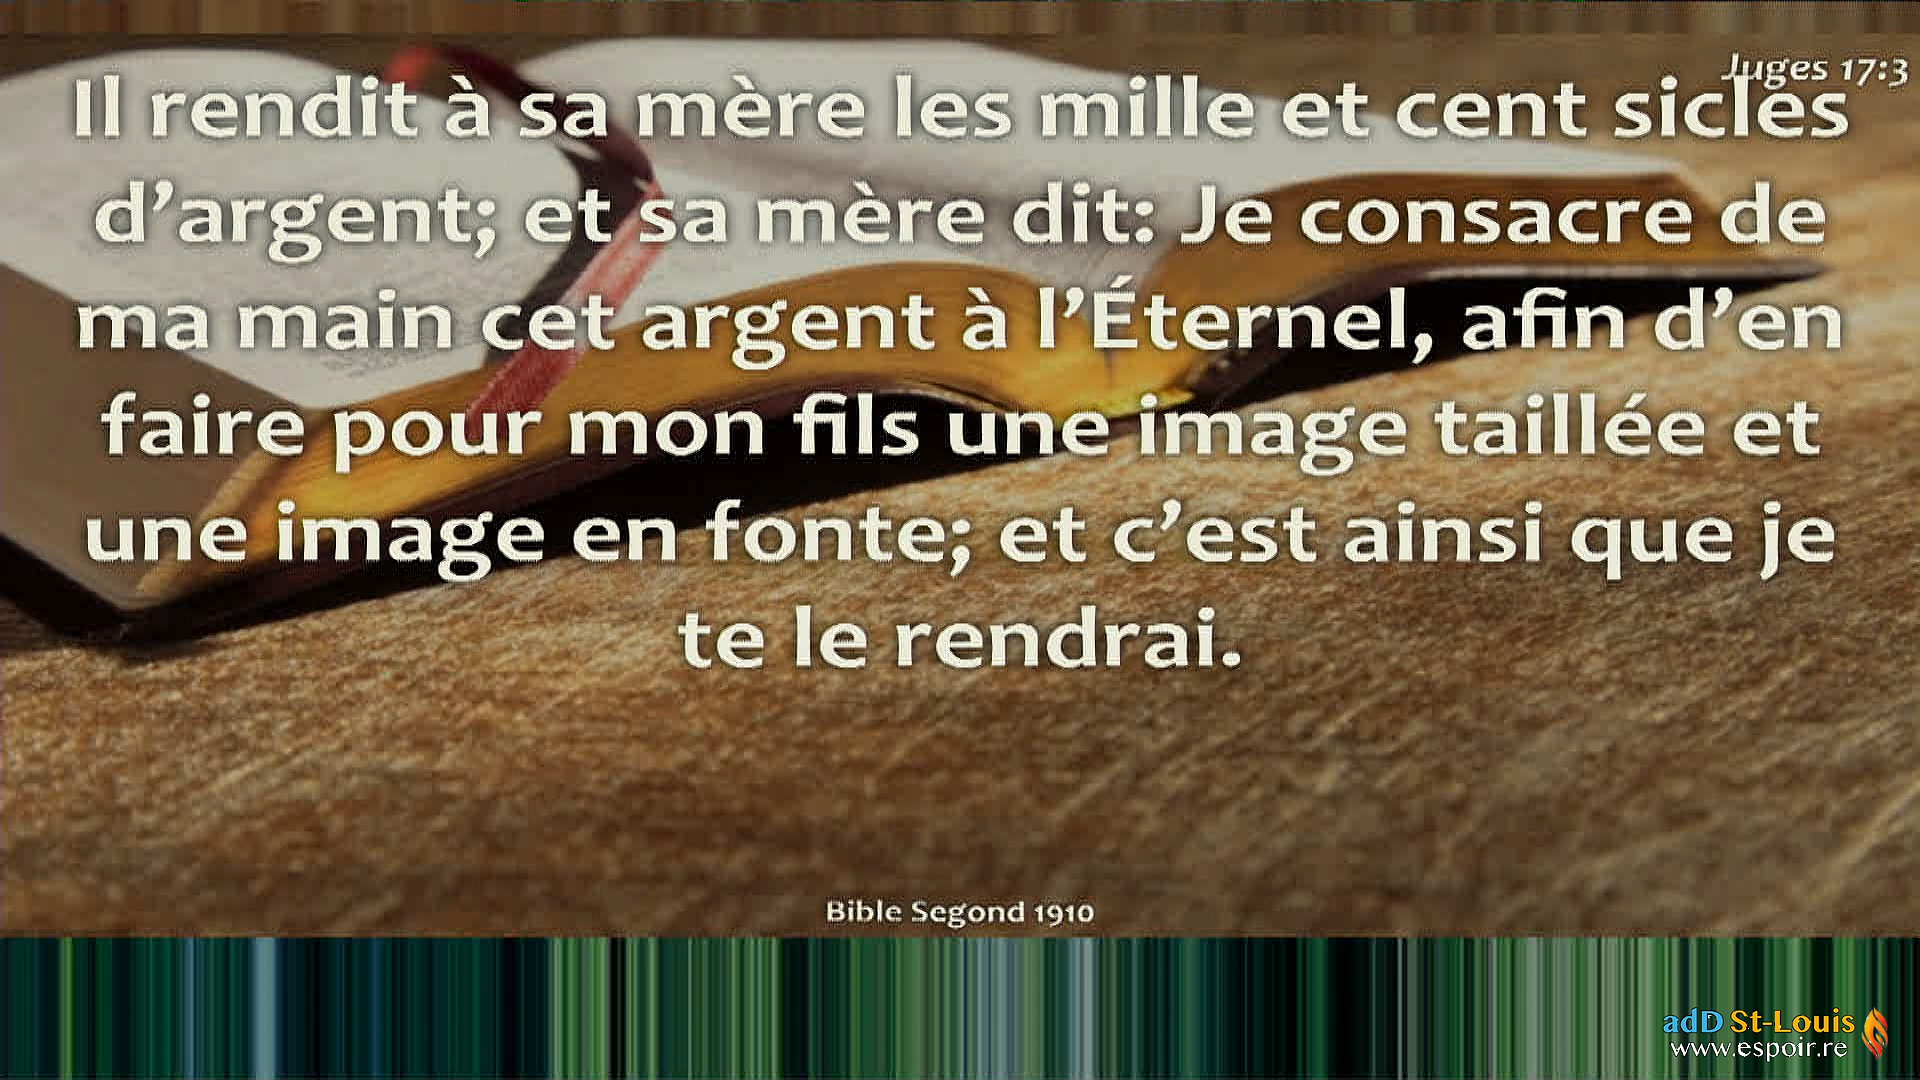 Juges 17:3
Il rendit à sa mère les mille et cent sicles
d’argent; et sa mère dit: Je consacre de
ma main cet argent à l’Éternel, afin d’en
faire pour mon fils une image taillée et
une image en fonte; et c’est ainsi que je
te le rendrai.
Bible Segond 1910
adD St-Louis
www.espoir.re